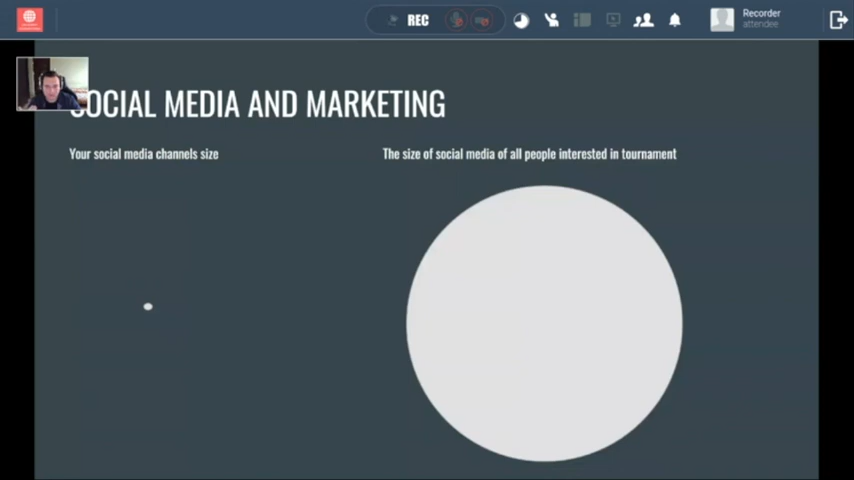 REC
Recorder
attendee
SOCIAL MEDIA AND MARKETING
Your social media channels size
The size of social media of all people interested in tournament